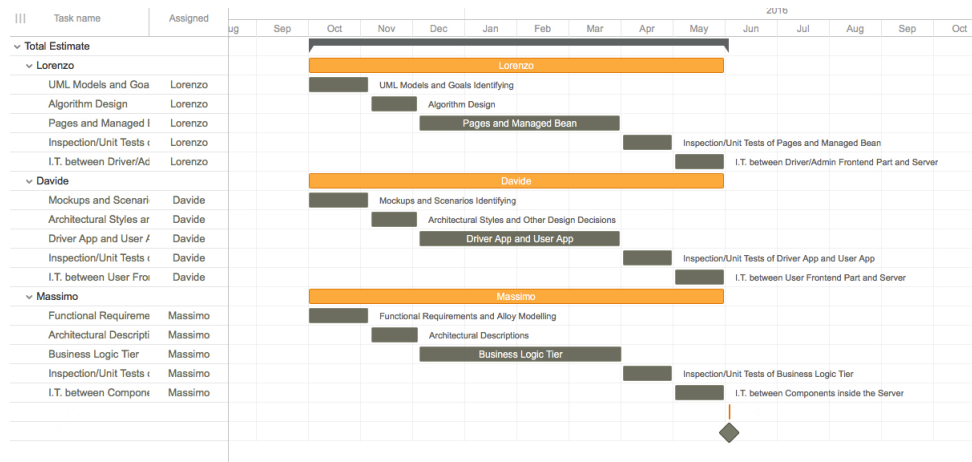 Task name Assigned 2016
ug Sep Oct Nov Dec Jan Feb Mar Apr May Jun Jul Aug Sep Oct
Total Estimate
Lorenzo Lorenzo
UML Models and Goa Lorenzo UML Models and Goals Identifying
Algorithm Design Lorenzo Algorithm Design
Pages and Managed I Lorenzo Pages and Managed Bean
Inspection/Unit Tests c Lorenzo Inspection/Unit Tests of Pages and Managed Bean
I.T. between Driver/Ad Lorenzo I.T. between Driver/Admin Frontend Part and Server
Davide Davide
Mockups and Scenari Davide Mockups and Scenarios Identifying
Architectural Styles ar Davide Architectural Styles and Other Design Decisions
Driver App and User A Davide Driver App and User App
Inspection/Unit Tests c Davide Inspection/Unit Tests of Driver App and User App
I.T. between User Fro Davide I.T. between User Frontend Part and Server
Massimo Massimo
Functional Requireme Massimo Functional Requirements and Alloy Modelling
Architectural Descripti Massimo Architectural Descriptions
Business Logic Tier Massimo Business Logic Tier
Inspection/Unit Tests c Massimo Inspection/Unit Tests of Business Logic Tier
I.T. between Compone Massimo I.T. between Components inside the Server